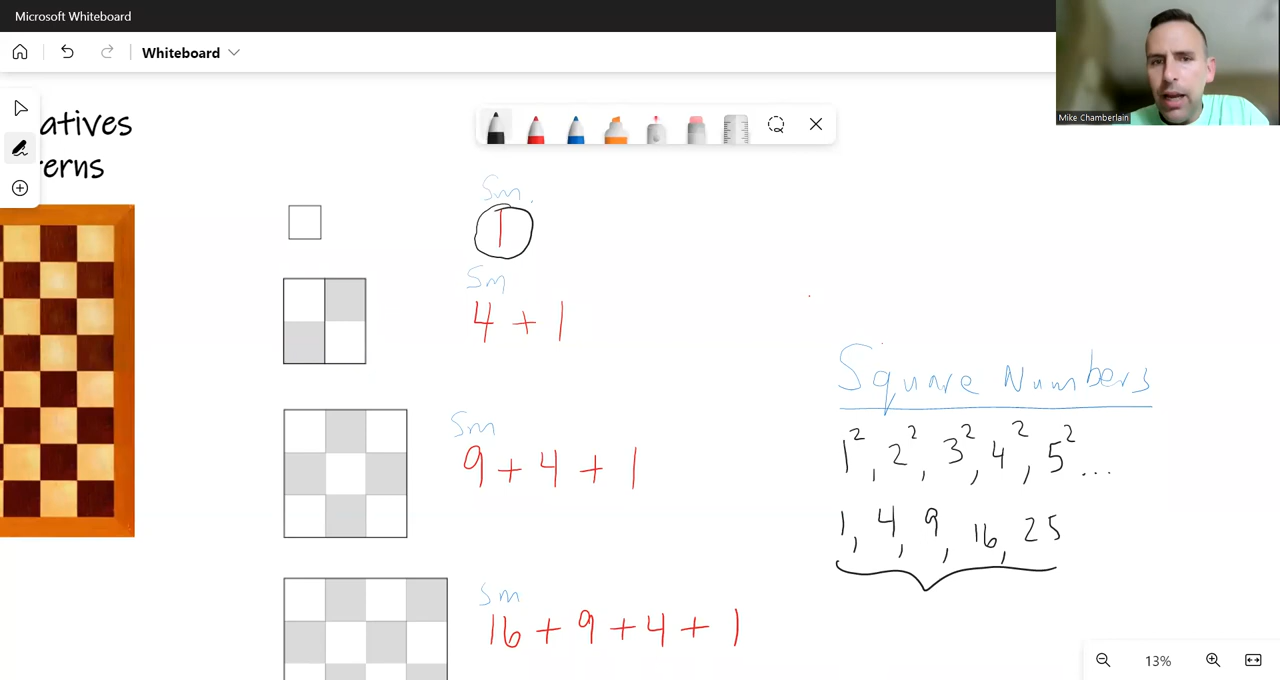 Microsoft Whiteboard
Whiteboard
Mike Chamberlain
atives
erns
Sm.
1
Sm
4 + 1
Sm
9 + 4 + 1
Sm
16 + 9 + 4 + 1
Square Numbers
1², 2², 3², 4², 5² ...
1, 4, 9, 16, 25
13%